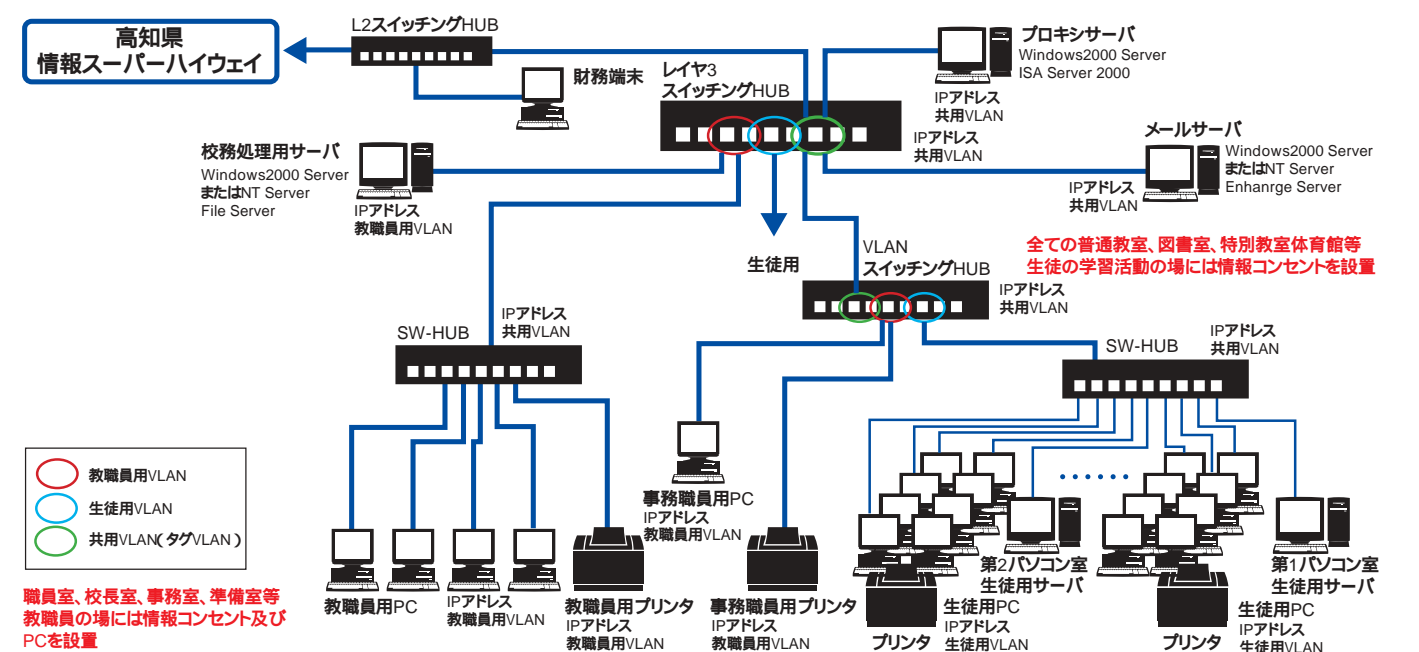 高知県
情報スーパーハイウェイ
L2スイッチングHUB
財務端末
レイヤ3
スイッチングHUB
IPアドレス
共用VLAN
プロキシサーバ
Windows2000 Server
ISA Server 2000
IPアドレス
共用VLAN
メールサーバ
Windows2000 Server
またはNT Server
Enhanrge Server
IPアドレス
共用VLAN
校務処理用サーバ
Windows2000 Server
またはNT Server
File Server
IPアドレス
教職員用VLAN
生徒用
VLAN
スイッチングHUB
IPアドレス
共用VLAN
全ての普通教室、図書室、特別教室体育館等
生徒の学習活動の場には情報コンセントを設置
SW-HUB
IPアドレス
共用VLAN
SW-HUB
IPアドレス
共用VLAN
教職員用VLAN
生徒用VLAN
共用VLAN(タグVLAN)
職員室、校長室、事務室、準備室等
教職員の場には情報コンセント及び
PCを設置
教職員用PC
IPアドレス
教職員用VLAN
教職員用プリンタ
IPアドレス
教職員用VLAN
事務職員用PC
IPアドレス
教職員用VLAN
事務職員用プリンタ
IPアドレス
教職員用VLAN
プリンタ
第2パソコン室
生徒用サーバ
生徒用PC
IPアドレス
生徒用VLAN
プリンタ
第1パソコン室
生徒用サーバ
生徒用PC
IPアドレス
生徒用VLAN